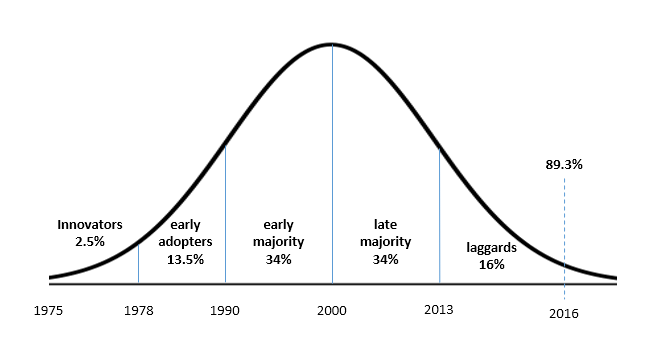 89.3%
Innovators
2.5%
early
adopters
13.5%
early
majority
34%
late
majority
34%
laggards
16%
1975
1978
1990
2000
2013
2016